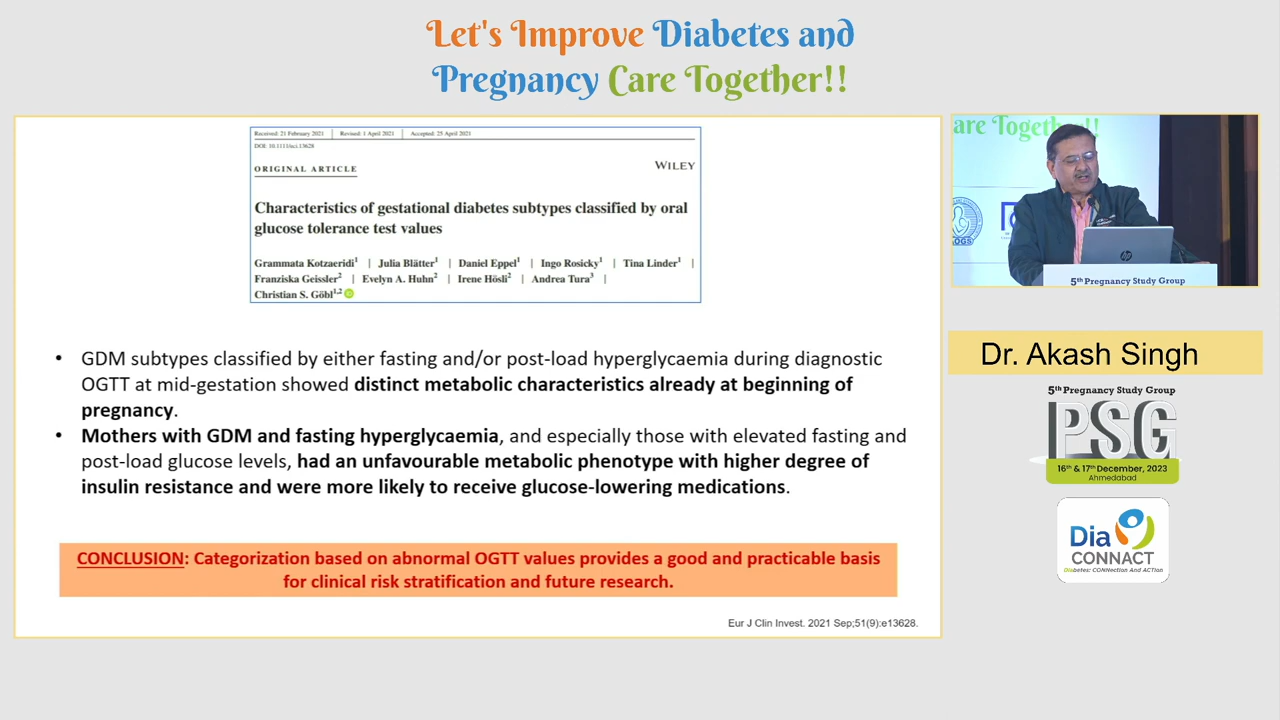 Let's Improve Diabetes and
Pregnancy Care Together!!
Received: 21 February 2021 | Revised: 1 April 2021 | Accepted: 25 April 2021
DOI: 10.1111/eci.13628
ORIGINAL ARTICLE
WILEY
Characteristics of gestational diabetes subtypes classified by oral
glucose tolerance test values
Grammata Kotzaeridi1 | Julia Blätter1 | Daniel Eppel1 | Ingo Rosicky1 | Tina Linder1 |
Franziska Geissler2 | Evelyn A. Huhn2 | Irene Hösli2 | Andrea Tura3 |
Christian S. Göbl1,2
• GDM subtypes classified by either fasting and/or post-load hyperglycaemia during diagnostic
OGTT at mid-gestation showed distinct metabolic characteristics already at beginning of
pregnancy.
• Mothers with GDM and fasting hyperglycaemia, and especially those with elevated fasting and
post-load glucose levels, had an unfavourable metabolic phenotype with higher degree of
insulin resistance and were more likely to receive glucose-lowering medications.
CONCLUSION: Categorization based on abnormal OGTT values provides a good and practicable basis
for clinical risk stratification and future research.
Eur J Clin Invest. 2021 Sep;51(9):e13628.
are Together!!
OGS
hp
5th Pregnancy Study Group
Dr. Akash Singh
5th Pregnancy Study Group
PSG
16th & 17th December, 2023
Ahmedabad
Dia
CONNACT
Diabetes: CONNection And ACTion